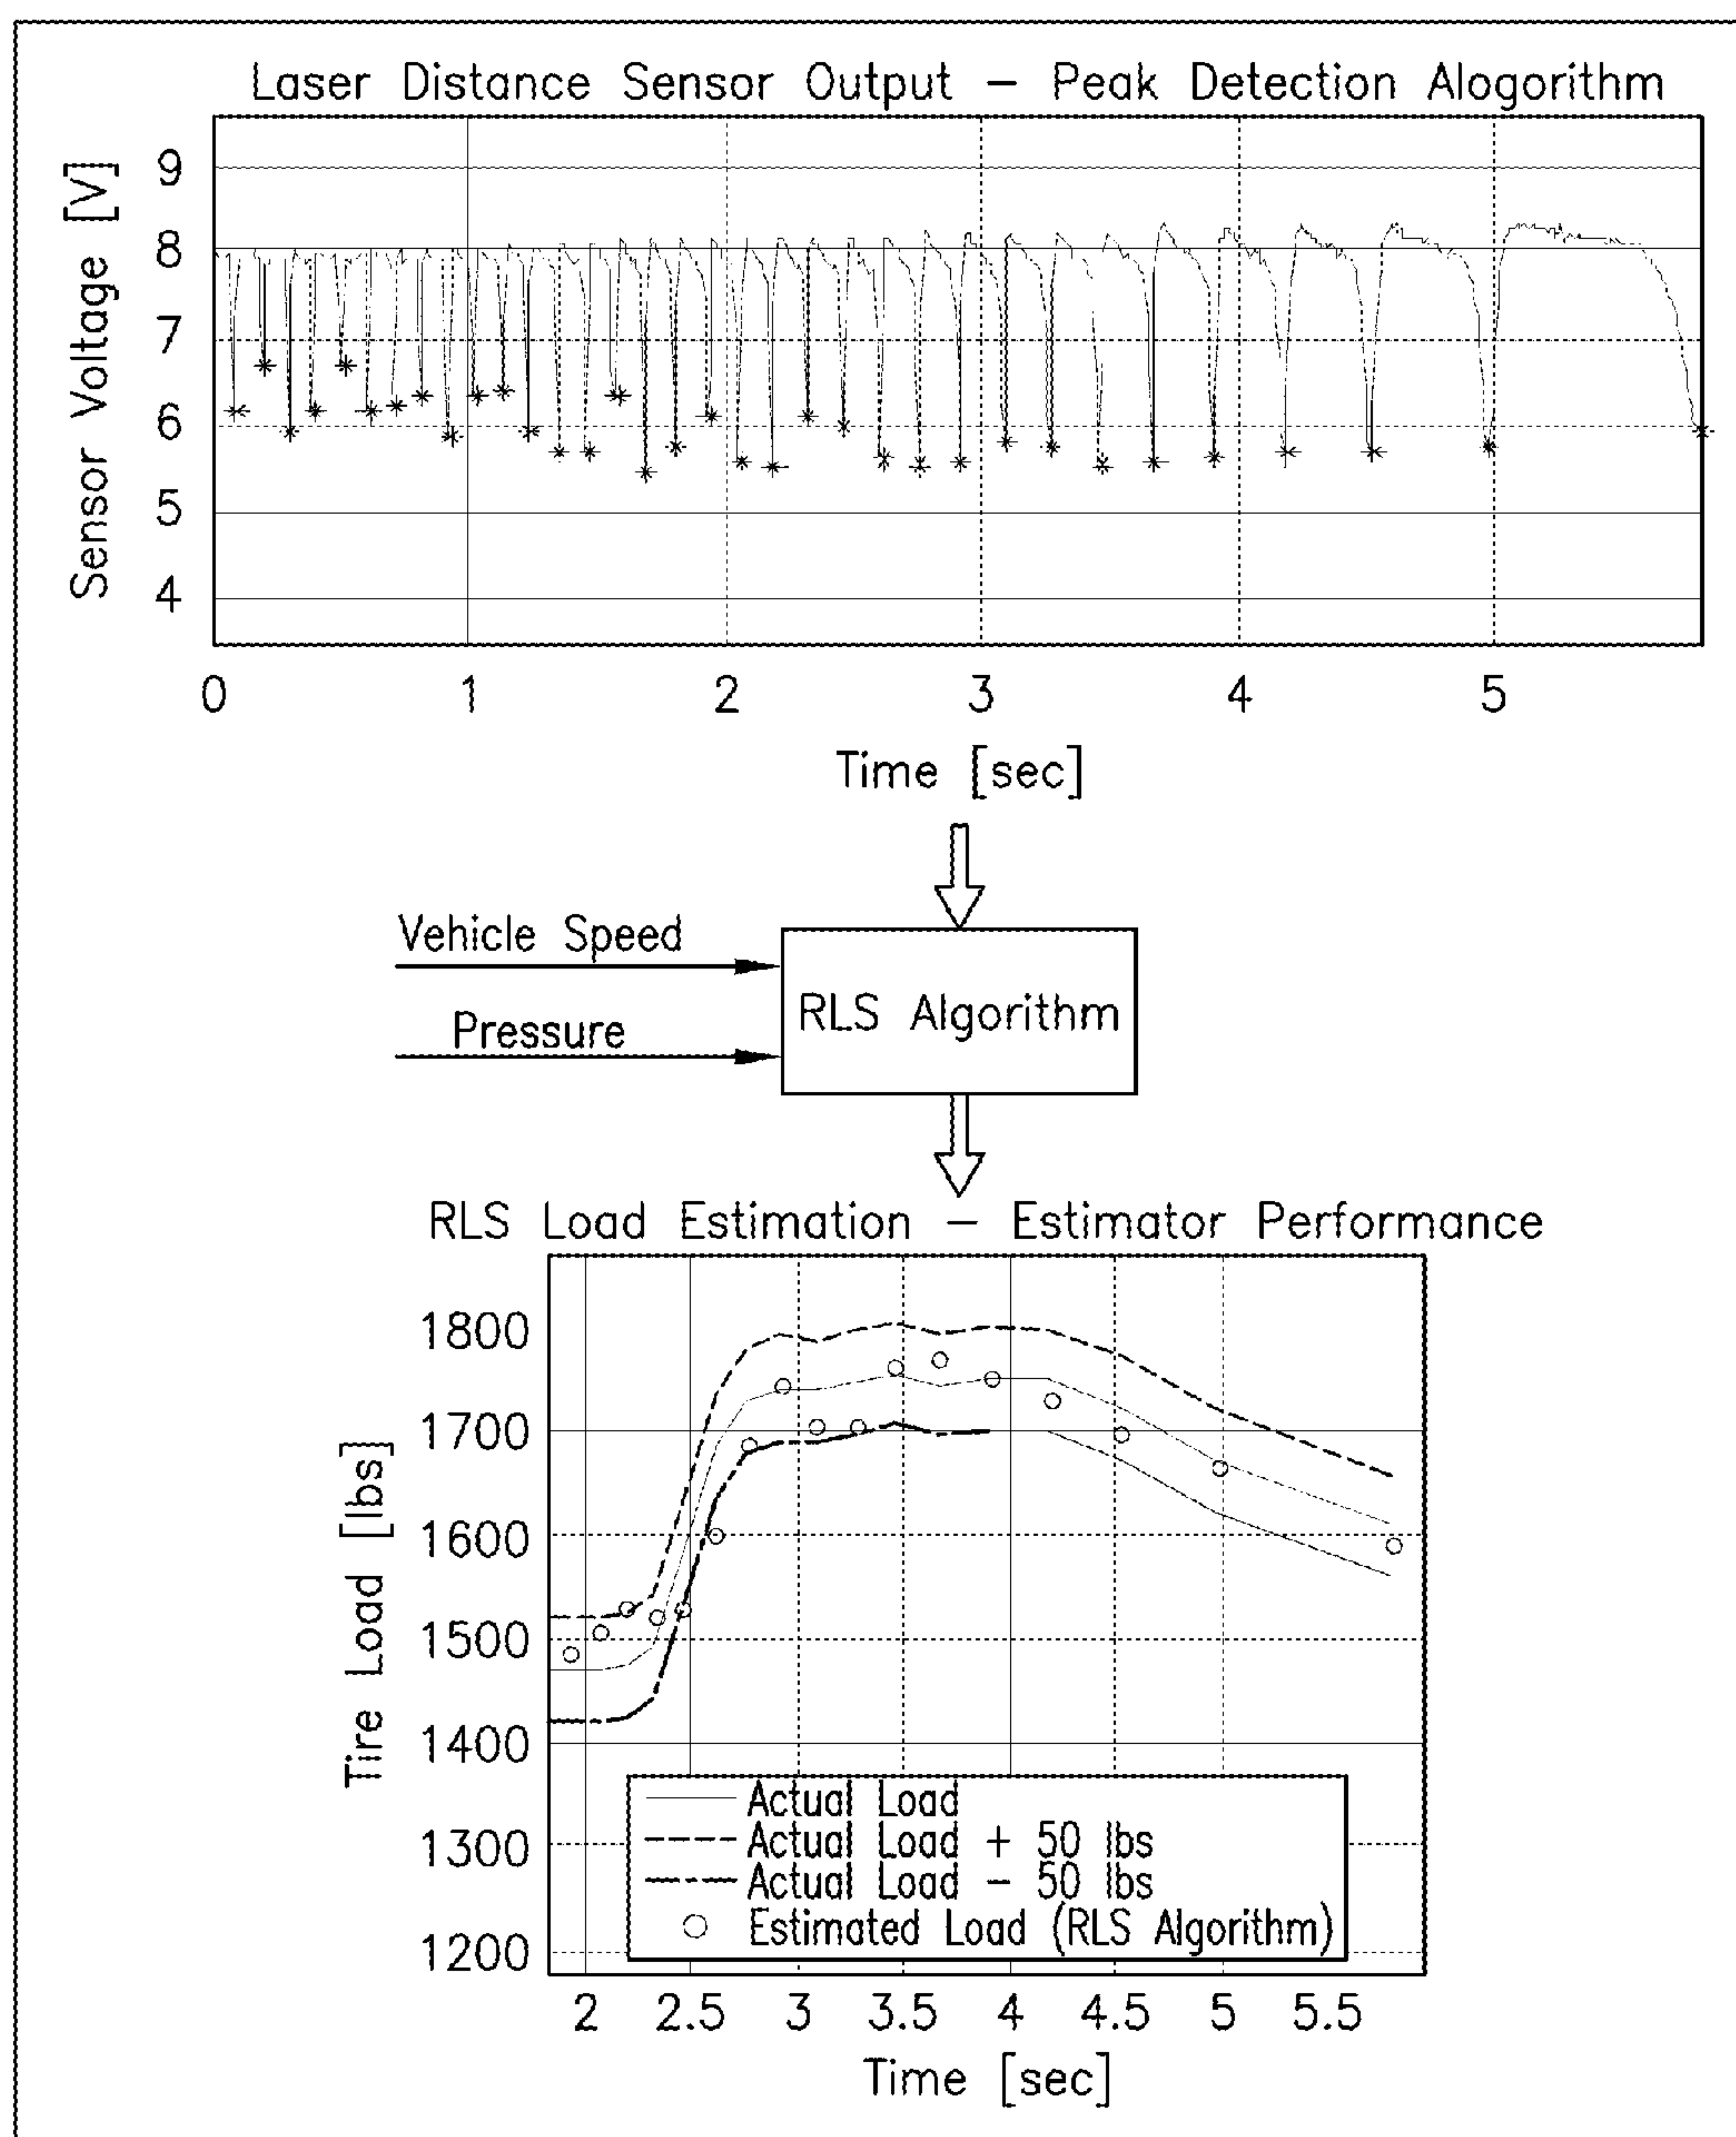 Laser Distance Sensor Output – Peak Detection Alogorithm
Sensor Voltage [V]
9
8
7
6
5
4
0 1 2 3 4 5
Time [sec]
Vehicle Speed
Pressure
RLS Algorithm
RLS Load Estimation – Estimator Performance
Tire Load [lbs]
1800
1700
1600
1500
1400
1300
1200
Actual Load
Actual Load + 50 lbs
Actual Load – 50 lbs
Estimated Load (RLS Algorithm)
2 2.5 3 3.5 4 4.5 5 5.5
Time [sec]